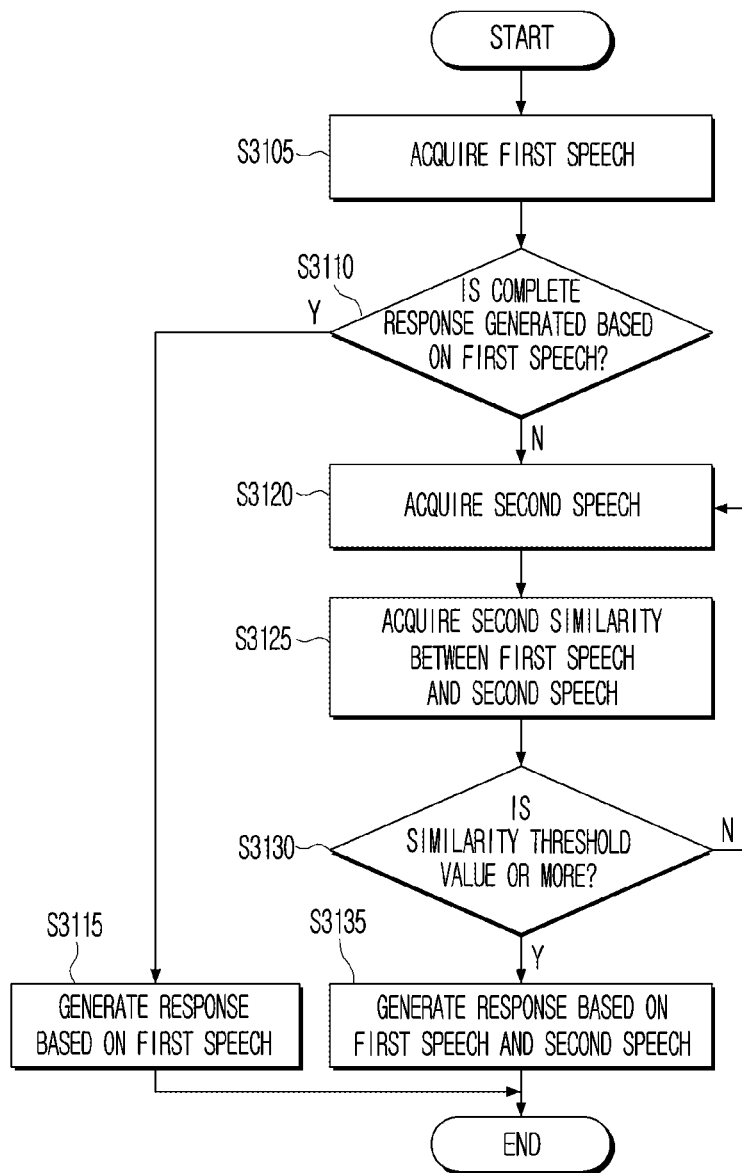 START
S3105
ACQUIRE FIRST SPEECH
S3110
IS COMPLETE
RESPONSE GENERATED BASED
ON FIRST SPEECH?
Y
N
S3120
ACQUIRE SECOND SPEECH
S3125
ACQUIRE SECOND SIMILARITY
BETWEEN FIRST SPEECH
AND SECOND SPEECH
S3130
IS
SIMILARITY THRESHOLD
VALUE OR MORE?
N
Y
S3115
GENERATE RESPONSE
BASED ON FIRST SPEECH
S3135
GENERATE RESPONSE BASED ON
FIRST SPEECH AND SECOND SPEECH
END